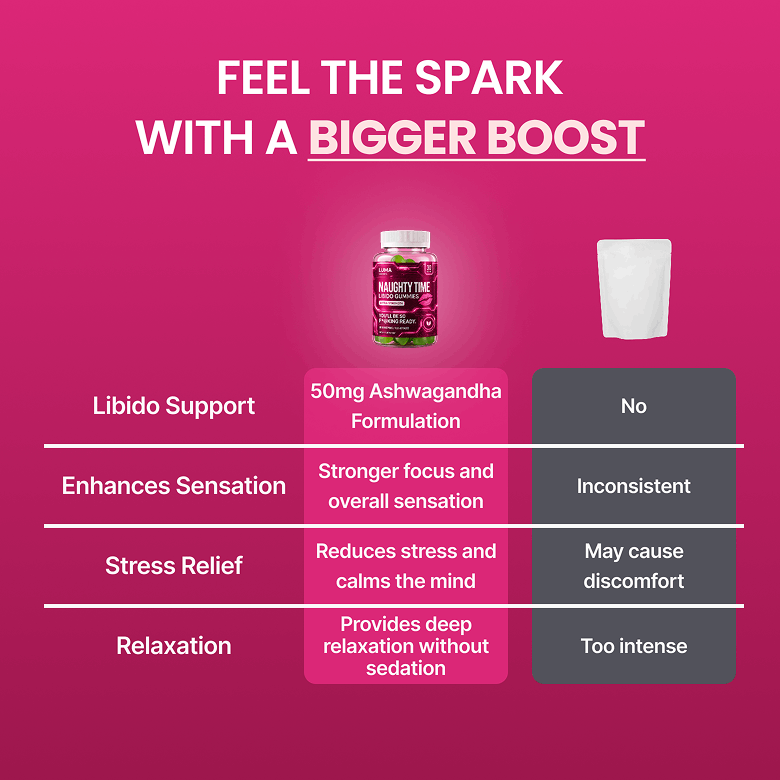 FEEL THE SPARK
WITH A BIGGER BOOST
LUMA
NAUGHTY TIME
LIBIDO GUMMIES
YOU'LL BE SO
F*CKING READY.
Libido Support
50mg Ashwagandha
Formulation
No
Enhances Sensation
Stronger focus and
overall sensation
Inconsistent
Stress Relief
Reduces stress and
calms the mind
May cause
discomfort
Relaxation
Provides deep
relaxation without
sedation
Too intense